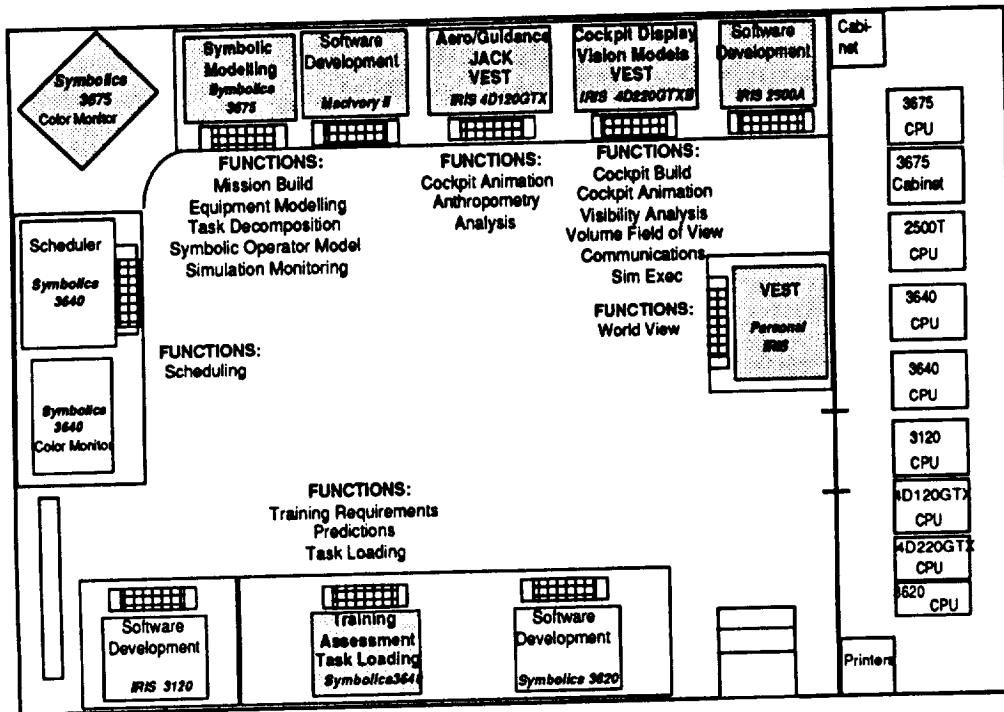 Symbolics
3675
Color Monitor
Symbolic
Modelling
Symbolics
3675
Software
Development
MacIvory II
Aero/Guidance
JACK
VEST
IRIS 4D120GTX
Cockpit Display
Vision Models
VEST
IRIS 4D220GTXB
Software
Development
IRIS 2500A
Cabi-
net
FUNCTIONS:
Mission Build
Equipment Modelling
Task Decomposition
Symbolic Operator Model
Simulation Monitoring
FUNCTIONS:
Cockpit Animation
Anthropometry
Analysis
FUNCTIONS:
Cockpit Build
Cockpit Animation
Visibility Analysis
Volume Field of View
Communications
Sim Exec
FUNCTIONS:
World View
VEST
Personal
IRIS
Scheduler
Symbolics
3640
FUNCTIONS:
Scheduling
Symbolics
3640
Color Monitor
FUNCTIONS:
Training Requirements
Predictions
Task Loading
Software
Development
IRIS 3120
Training
Assessment
Task Loading
Symbolics
Software
Development
Symbolics 3620
3675
CPU
3675
Cabinet
2500T
CPU
3640
CPU
3640
CPU
3120
CPU
4D120GTX
CPU
4D220GTX
CPU
3620
CPU
Printers